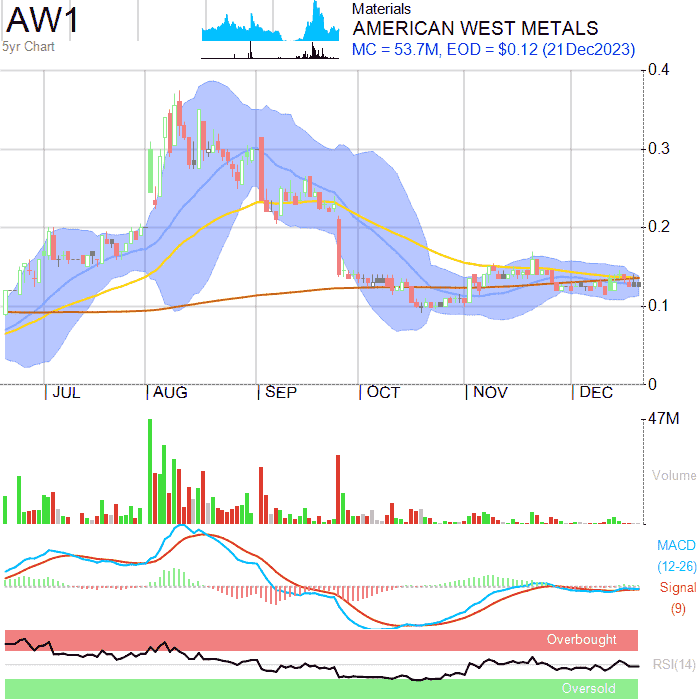 AW1
5yr Chart
Materials
AMERICAN WEST METALS
MC = 53.7M, EOD = $0.12 (21Dec2023)
0.4
0.3
0.2
0.1
0
JUL AUG SEP OCT NOV DEC
47M
Volume
MACD
(12-26)
Signal
(9)
Overbought
RSI(14)
Oversold